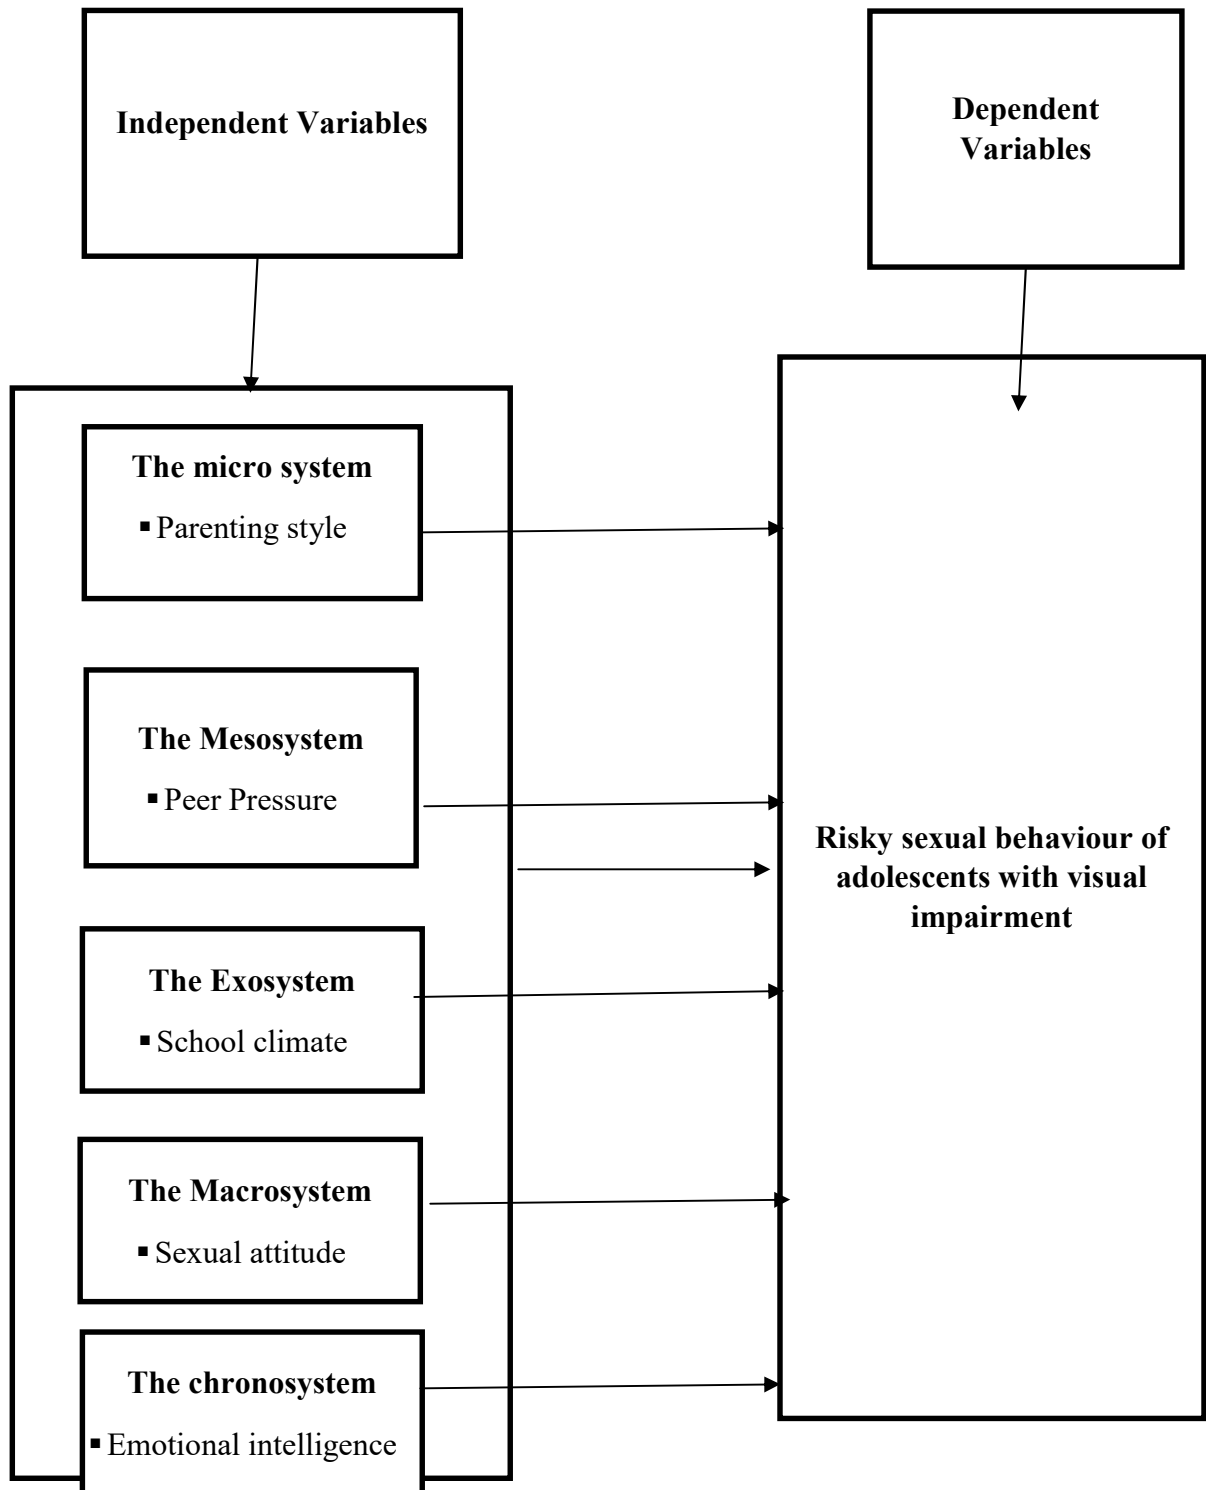 Independent Variables
Dependent
Variables
The micro system
▪ Parenting style
The Mesosystem
▪ Peer Pressure
The Exosystem
▪ School climate
The Macrosystem
▪ Sexual attitude
The chronosystem
▪ Emotional intelligence
Risky sexual behaviour of
adolescents with visual
impairment